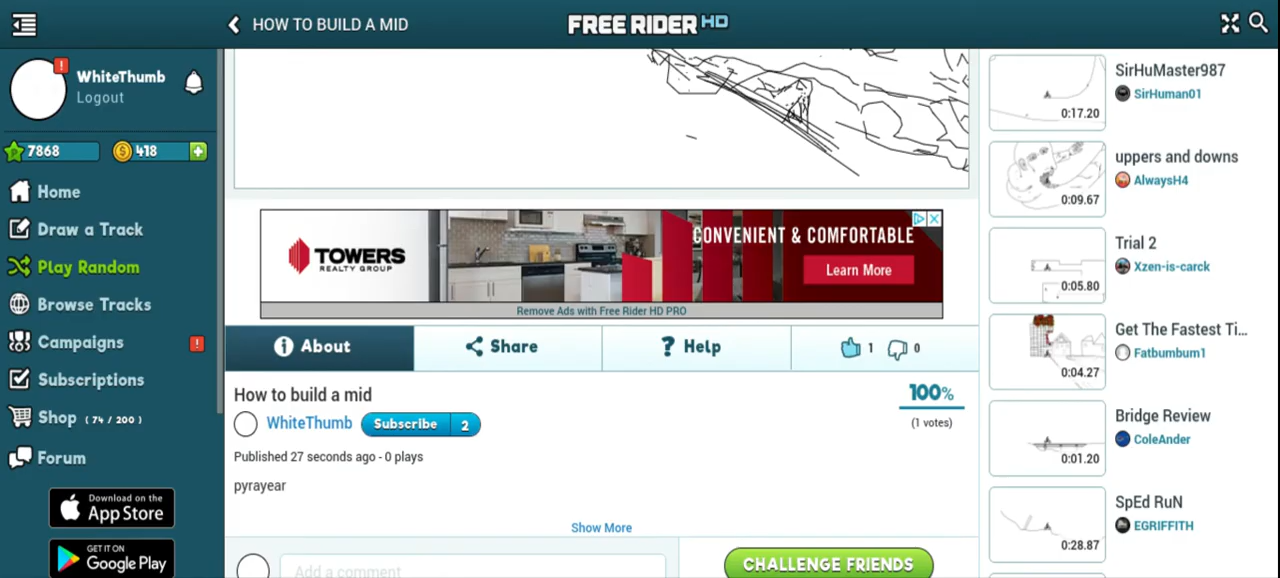 HOW TO BUILD A MID
FREE RIDER HD
!
WhiteThumb
Logout
7868
418
Home
Draw a Track
Play Random
Browse Tracks
Campaigns !
Subscriptions
Shop ( 74 / 200 )
Forum
Download on the
App Store
GET IT ON
Google Play
TOWERS
REALTY GROUP
CONVENIENT & COMFORTABLE
Learn More
Remove Ads with Free Rider HD PRO
About
Share
? Help
1
0
How to build a mid
WhiteThumb
Subscribe 2
100%
(1 votes)
Published 27 seconds ago - 0 plays
pyrayear
Show More
Add a comment
CHALLENGE FRIENDS
SirHuMaster987
SirHuman01
0:17.20
uppers and downs
AlwaysH4
0:09.67
Trial 2
Xzen-is-carck
0:05.80
Get The Fastest Ti...
Fatbumbum1
0:04.27
Bridge Review
ColeAnder
0:01.20
SpEd RuN
EGRIFFITH
0:28.87